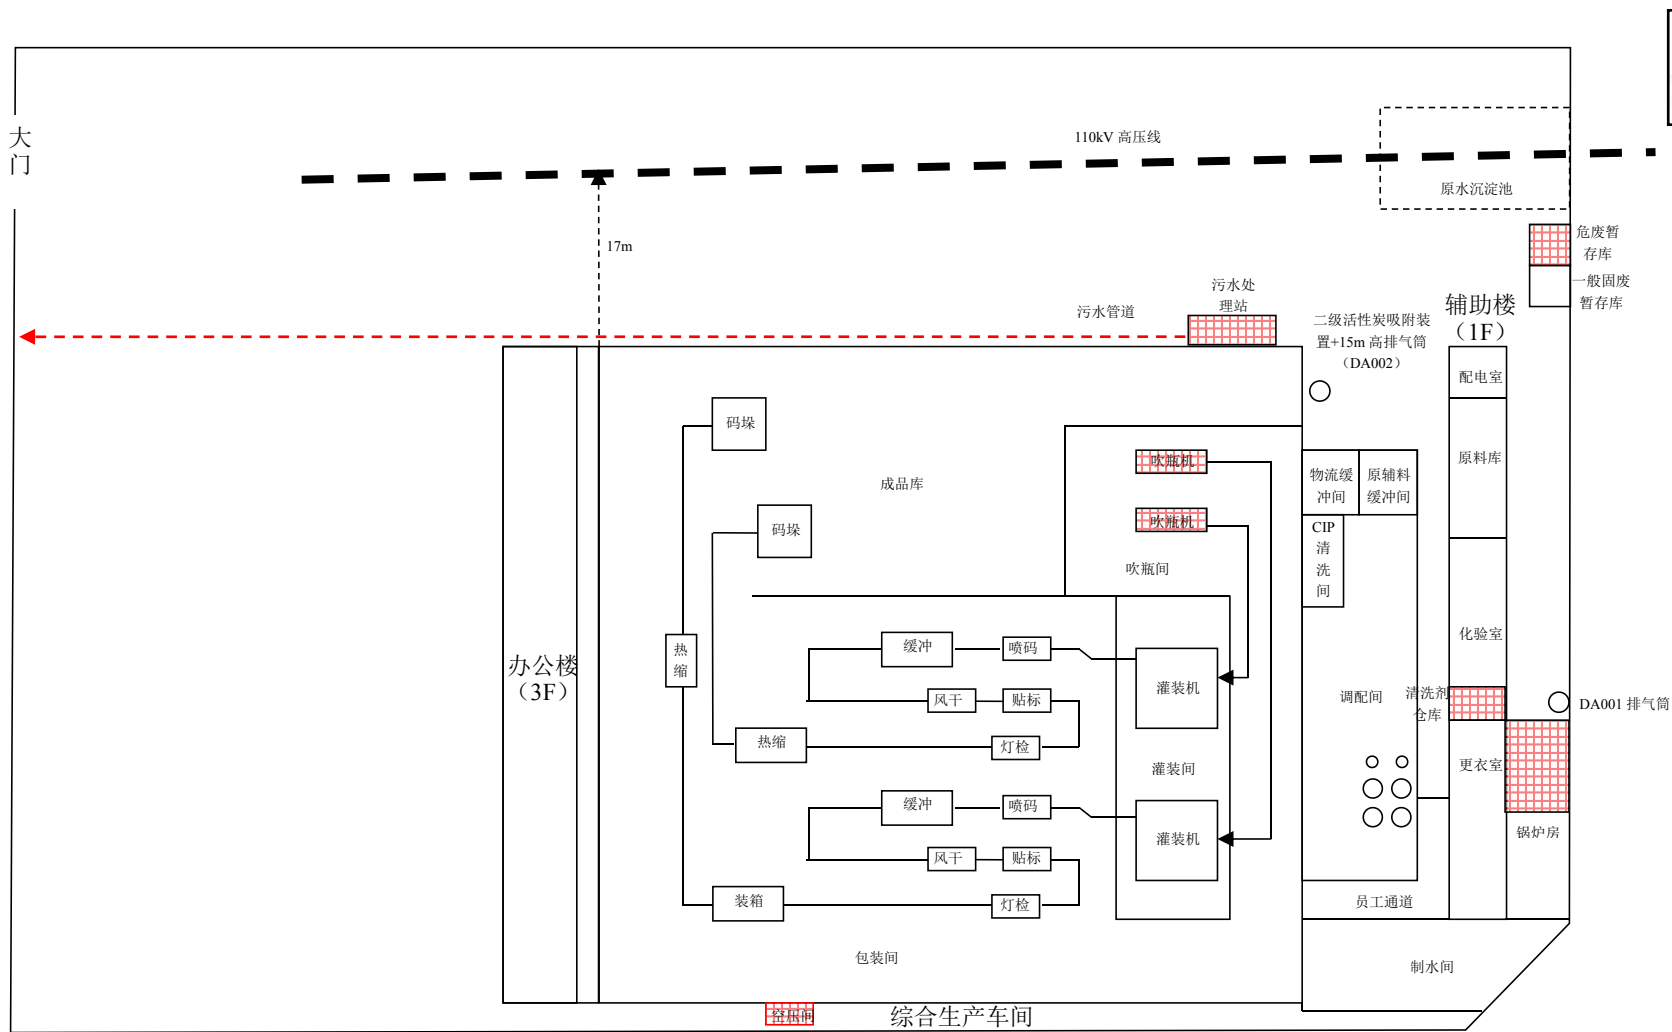 大
门
110kV 高压线
原水沉淀池
17m
危废暂
存库
一般固废
暂存库
污水处
理站
污水管道
二级活性炭吸附装
置+15m 高排气筒
（DA002）
辅助楼
（1F）
配电室
码垛
原料库
吹瓶机
物流缓
冲间
原辅料
缓冲间
成品库
码垛
吹瓶机
CIP
清
洗
间
吹瓶间
热
缩
缓冲
喷码
化验室
办公楼
（3F）
灌装机
风干
贴标
调配间
清洗剂
仓库
DA001 排气筒
热缩
灯检
灌装间
更衣室
缓冲
喷码
灌装机
锅炉房
风干
贴标
装箱
灯检
员工通道
包装间
制水间
空压间
综合生产车间